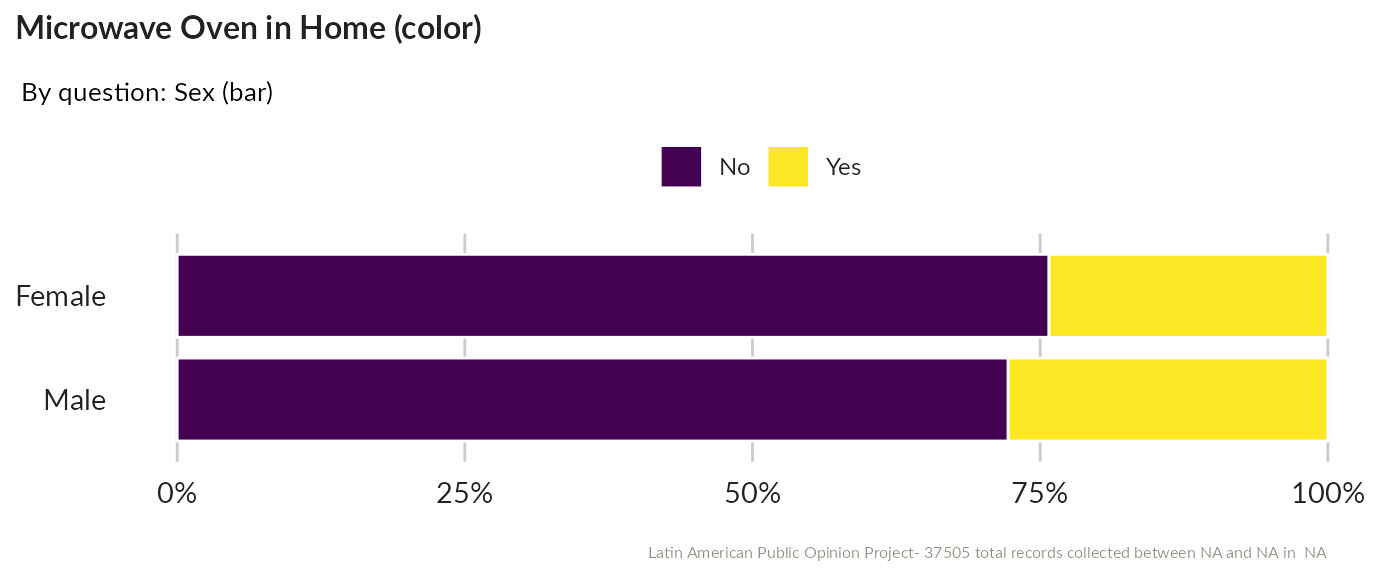 Microwave Oven in Home (color)
By question: Sex (bar)
No Yes
Female
Male
0% 25% 50% 75% 100%
Latin American Public Opinion Project- 37505 total records collected between NA and NA in  NA